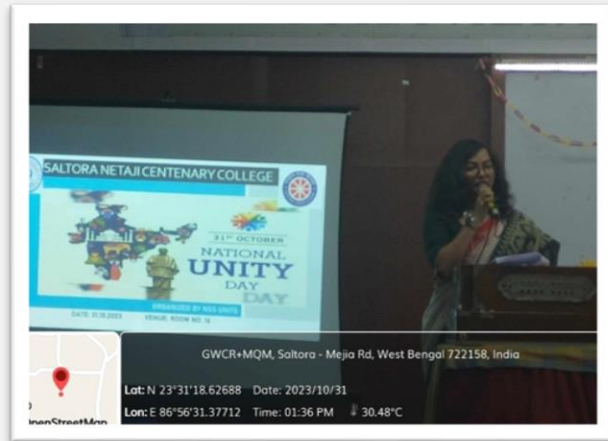 SALTORA NETAJI CENTENARY COLLEGE
31ST OCTOBER
NATIONAL
UNITY
DAY
DAY
ORGANIZED BY NSS UNITS
DATE: 31.10.2023 VENUE: ROOM NO. 16
GWCR+MQM, Saltora - Mejia Rd, West Bengal 722158, India
Lat: N 23°31'18.62688 Date: 2023/10/31
Lon: E 86°56'31.37712 Time: 01:36 PM 30.48°C
OpenStreetMap